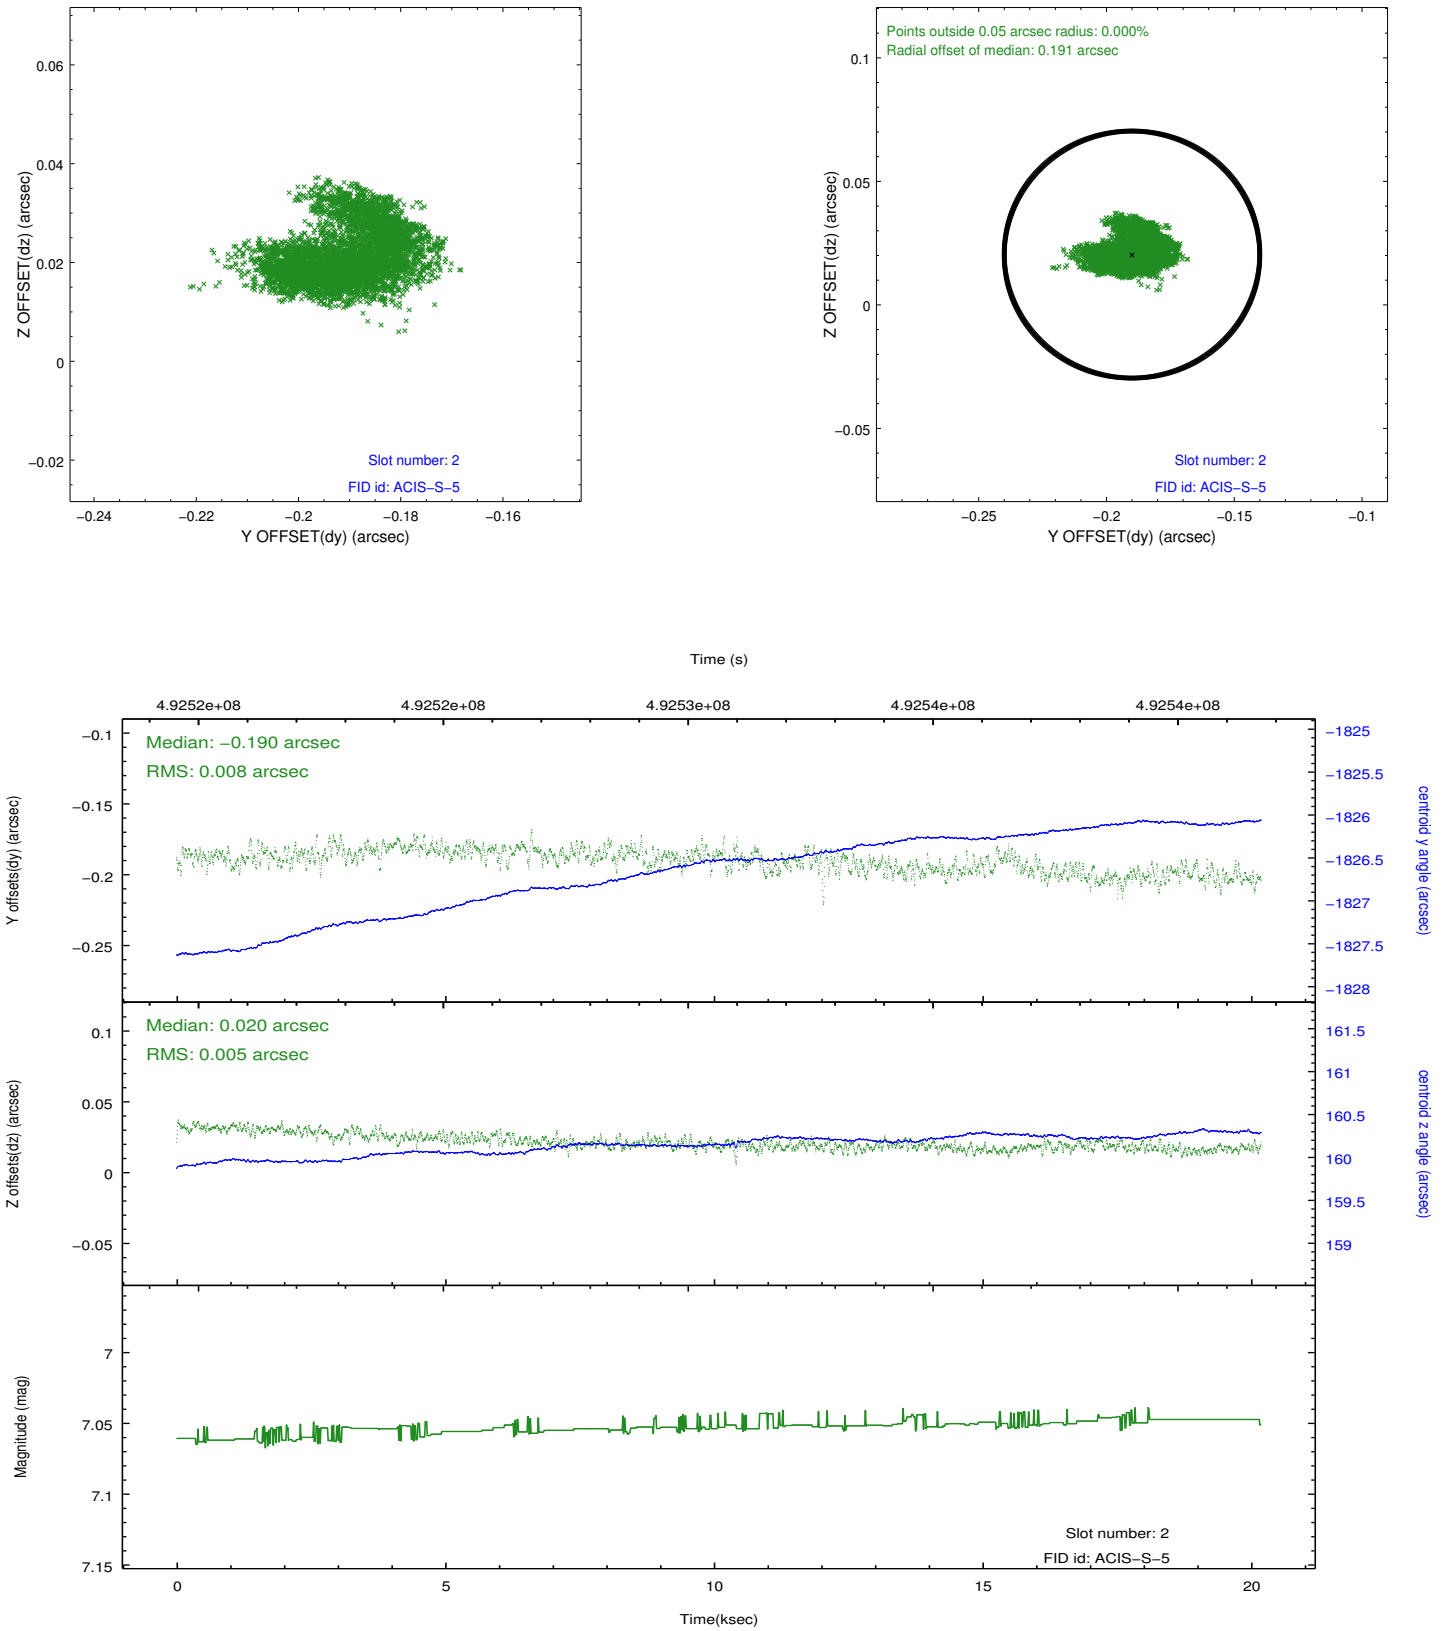 0.06
0.04
0.02
0
−0.02
Z OFFSET(dz) (arcsec)
Slot number: 2
FID id: ACIS−S−5
−0.24 −0.22 −0.2 −0.18 −0.16
Y OFFSET(dy) (arcsec)
Points outside 0.05 arcsec radius: 0.000%
Radial offset of median: 0.191 arcsec
0.1
0.05
0
−0.05
Z OFFSET(dz) (arcsec)
Slot number: 2
FID id: ACIS−S−5
−0.25 −0.2 −0.15 −0.1
Y OFFSET(dy) (arcsec)
Time (s)
4.9252e+08 4.9252e+08 4.9253e+08 4.9254e+08 4.9254e+08
Median: −0.190 arcsec
RMS: 0.008 arcsec
−0.1
−0.15
−0.2
−0.25
Y offsets(dy) (arcsec)
−1825
−1825.5
−1826
−1826.5
−1827
−1827.5
−1828
centroid y angle (arcsec)
Median: 0.020 arcsec
RMS: 0.005 arcsec
0.1
0.05
0
−0.05
Z offsets(dz) (arcsec)
161.5
161
160.5
160
159.5
159
centroid z angle (arcsec)
7
7.05
7.1
7.15
Magnitude (mag)
Slot number: 2
FID id: ACIS−S−5
0 5 10 15 20
Time(ksec)